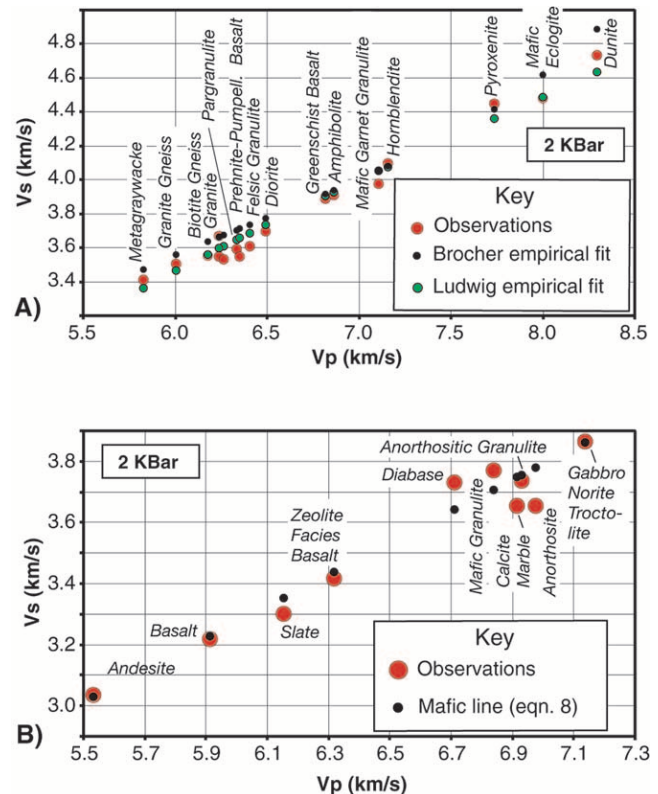 4.8
4.6
4.4
4.2
4.0
3.8
3.6
3.4
Vs (km/s)
Metagraywacke
Granite Gneiss
Biotite Gneiss
Granite
Pargranulite
Prehnite-Pumpell. Basalt
Felsic Granulite
Diorite
Greenschist Basalt
Amphibolite
Mafic Garnet Granulite
Hornblendite
Pyroxenite
Mafic
Eclogite
Dunite
2 KBar
Key
Observations
Brocher empirical fit
Ludwig empirical fit
A)
5.5 6.0 6.5 7.0 7.5 8.0 8.5
Vp (km/s)
2 KBar
3.8
3.6
3.4
3.2
3.0
Vs (km/s)
Andesite
Basalt
Slate
Zeolite
Facies
Basalt
Diabase
Anorthositic Granulite
Mafic Granulite
Calcite
Marble
Anorthosite
Gabbro
Norite
Trocto-
lite
Key
Observations
Mafic line (eqn. 8)
B)
5.5 5.7 5.9 6.1 6.3 6.5 6.7 6.9 7.1 7.3
Vp (km/s)